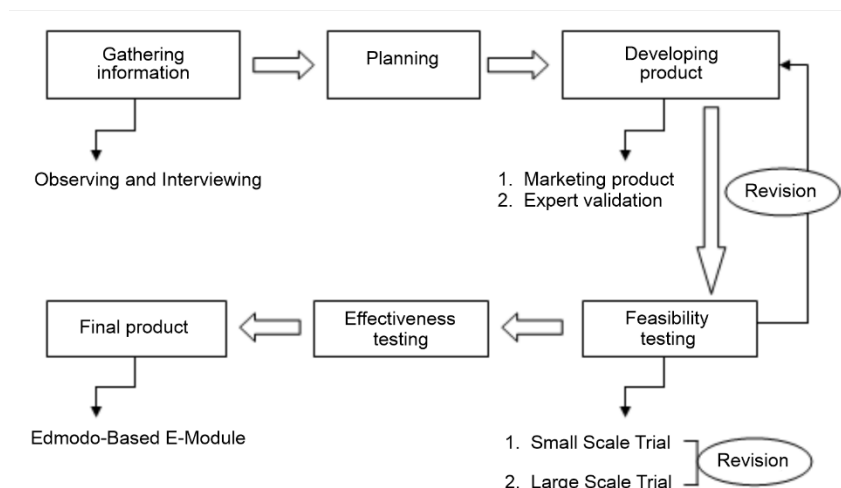 Gathering
information
Planning
Developing
product
Observing and Interviewing
1. Marketing product
2. Expert validation
Revision
Final product
Effectiveness
testing
Feasibility
testing
Edmodo-Based E-Module
1. Small Scale Trial
Revision
2. Large Scale Trial